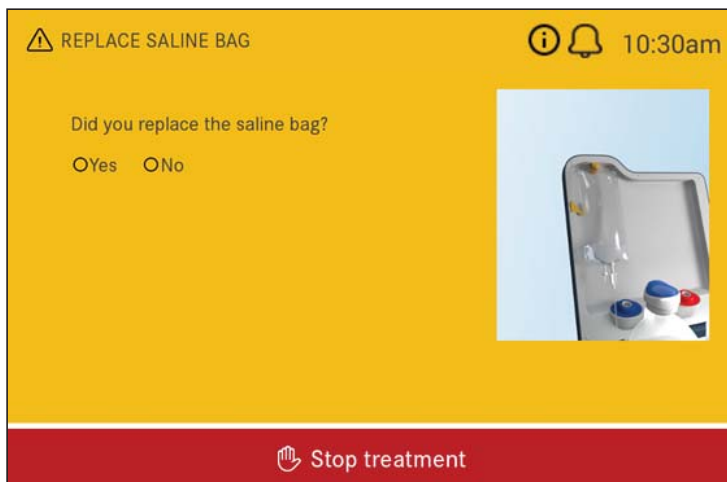 REPLACE SALINE BAG
10:30am
Did you replace the saline bag?
Yes No
Stop treatment